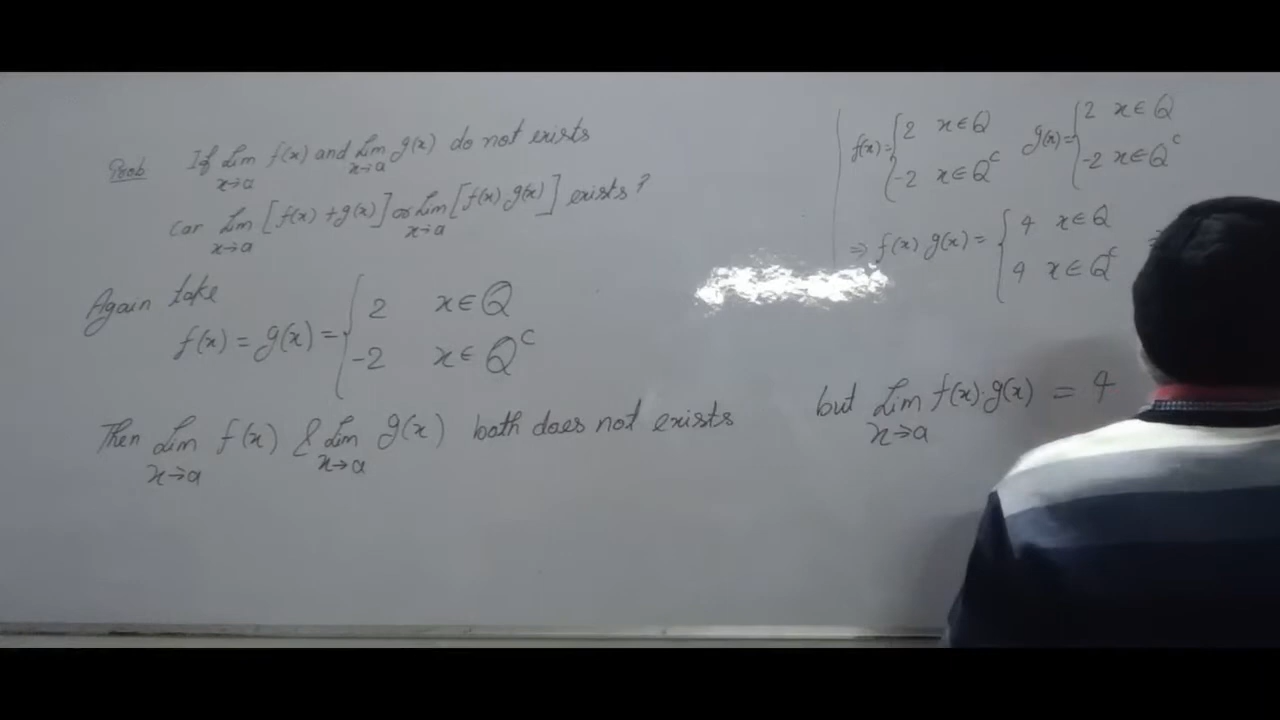 Prob If Lim f(x) and Lim g(x) do not exists
x→a x→a
Can Lim [f(x) + g(x)] or Lim [f(x) g(x)] exists?
x→a x→a
Again take
f(x) = g(x) = { 2 x ∈ Q
-2 x ∈ Q^c
Then Lim f(x) & Lim g(x) both does not exists
x→a x→a
f(x) = { 2 x ∈ Q g(x) = { 2 x ∈ Q
-2 x ∈ Q^c -2 x ∈ Q^c
⇒ f(x) g(x) = { 4 x ∈ Q
4 x ∈ Q^c
but Lim f(x)·g(x) = 4
x→a